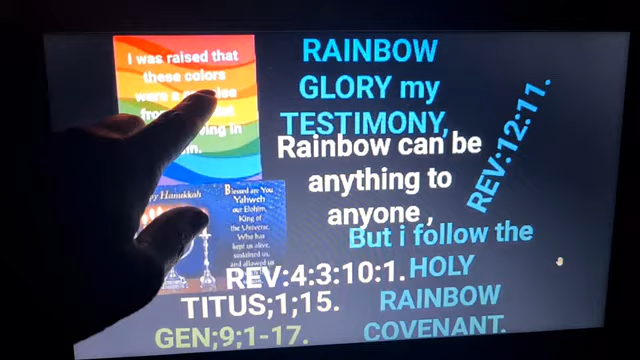 I was raised that
these colors
were a
from
in
Happy Hanukkah
Blessed are You
Yahweh
our Elohim,
King of
the Universe,
Who has
kept us alive,
sustained us,
and allowed us
RAINBOW
GLORY my
TESTIMONY,
Rainbow can be
anything to
anyone ,
But i follow the
HOLY
RAINBOW
COVENANT.
REV:12:11.
REV:4:3:10:1.
TITUS;1;15.
GEN;9;1-17.